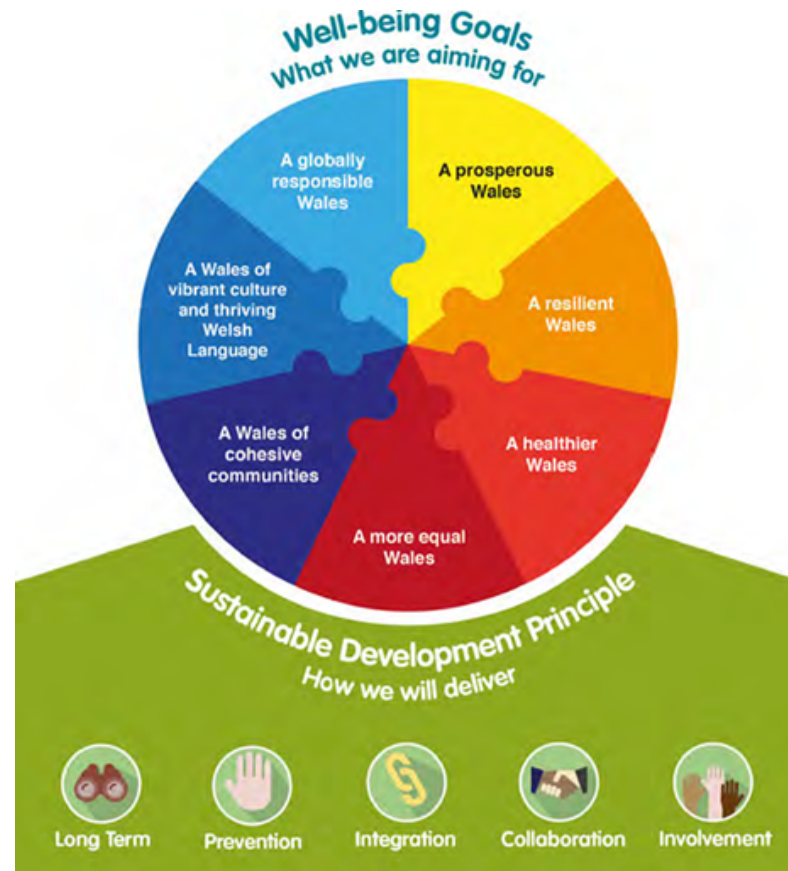 Well-being Goals
What we are aiming for
A globally
responsible
Wales
A prosperous
Wales
A Wales of
vibrant culture
and thriving
Welsh
Language
A resilient
Wales
A Wales of
cohesive
communities
A healthier
Wales
A more equal
Wales
Sustainable Development Principle
How we will deliver
Long Term
Prevention
Integration
Collaboration
Involvement